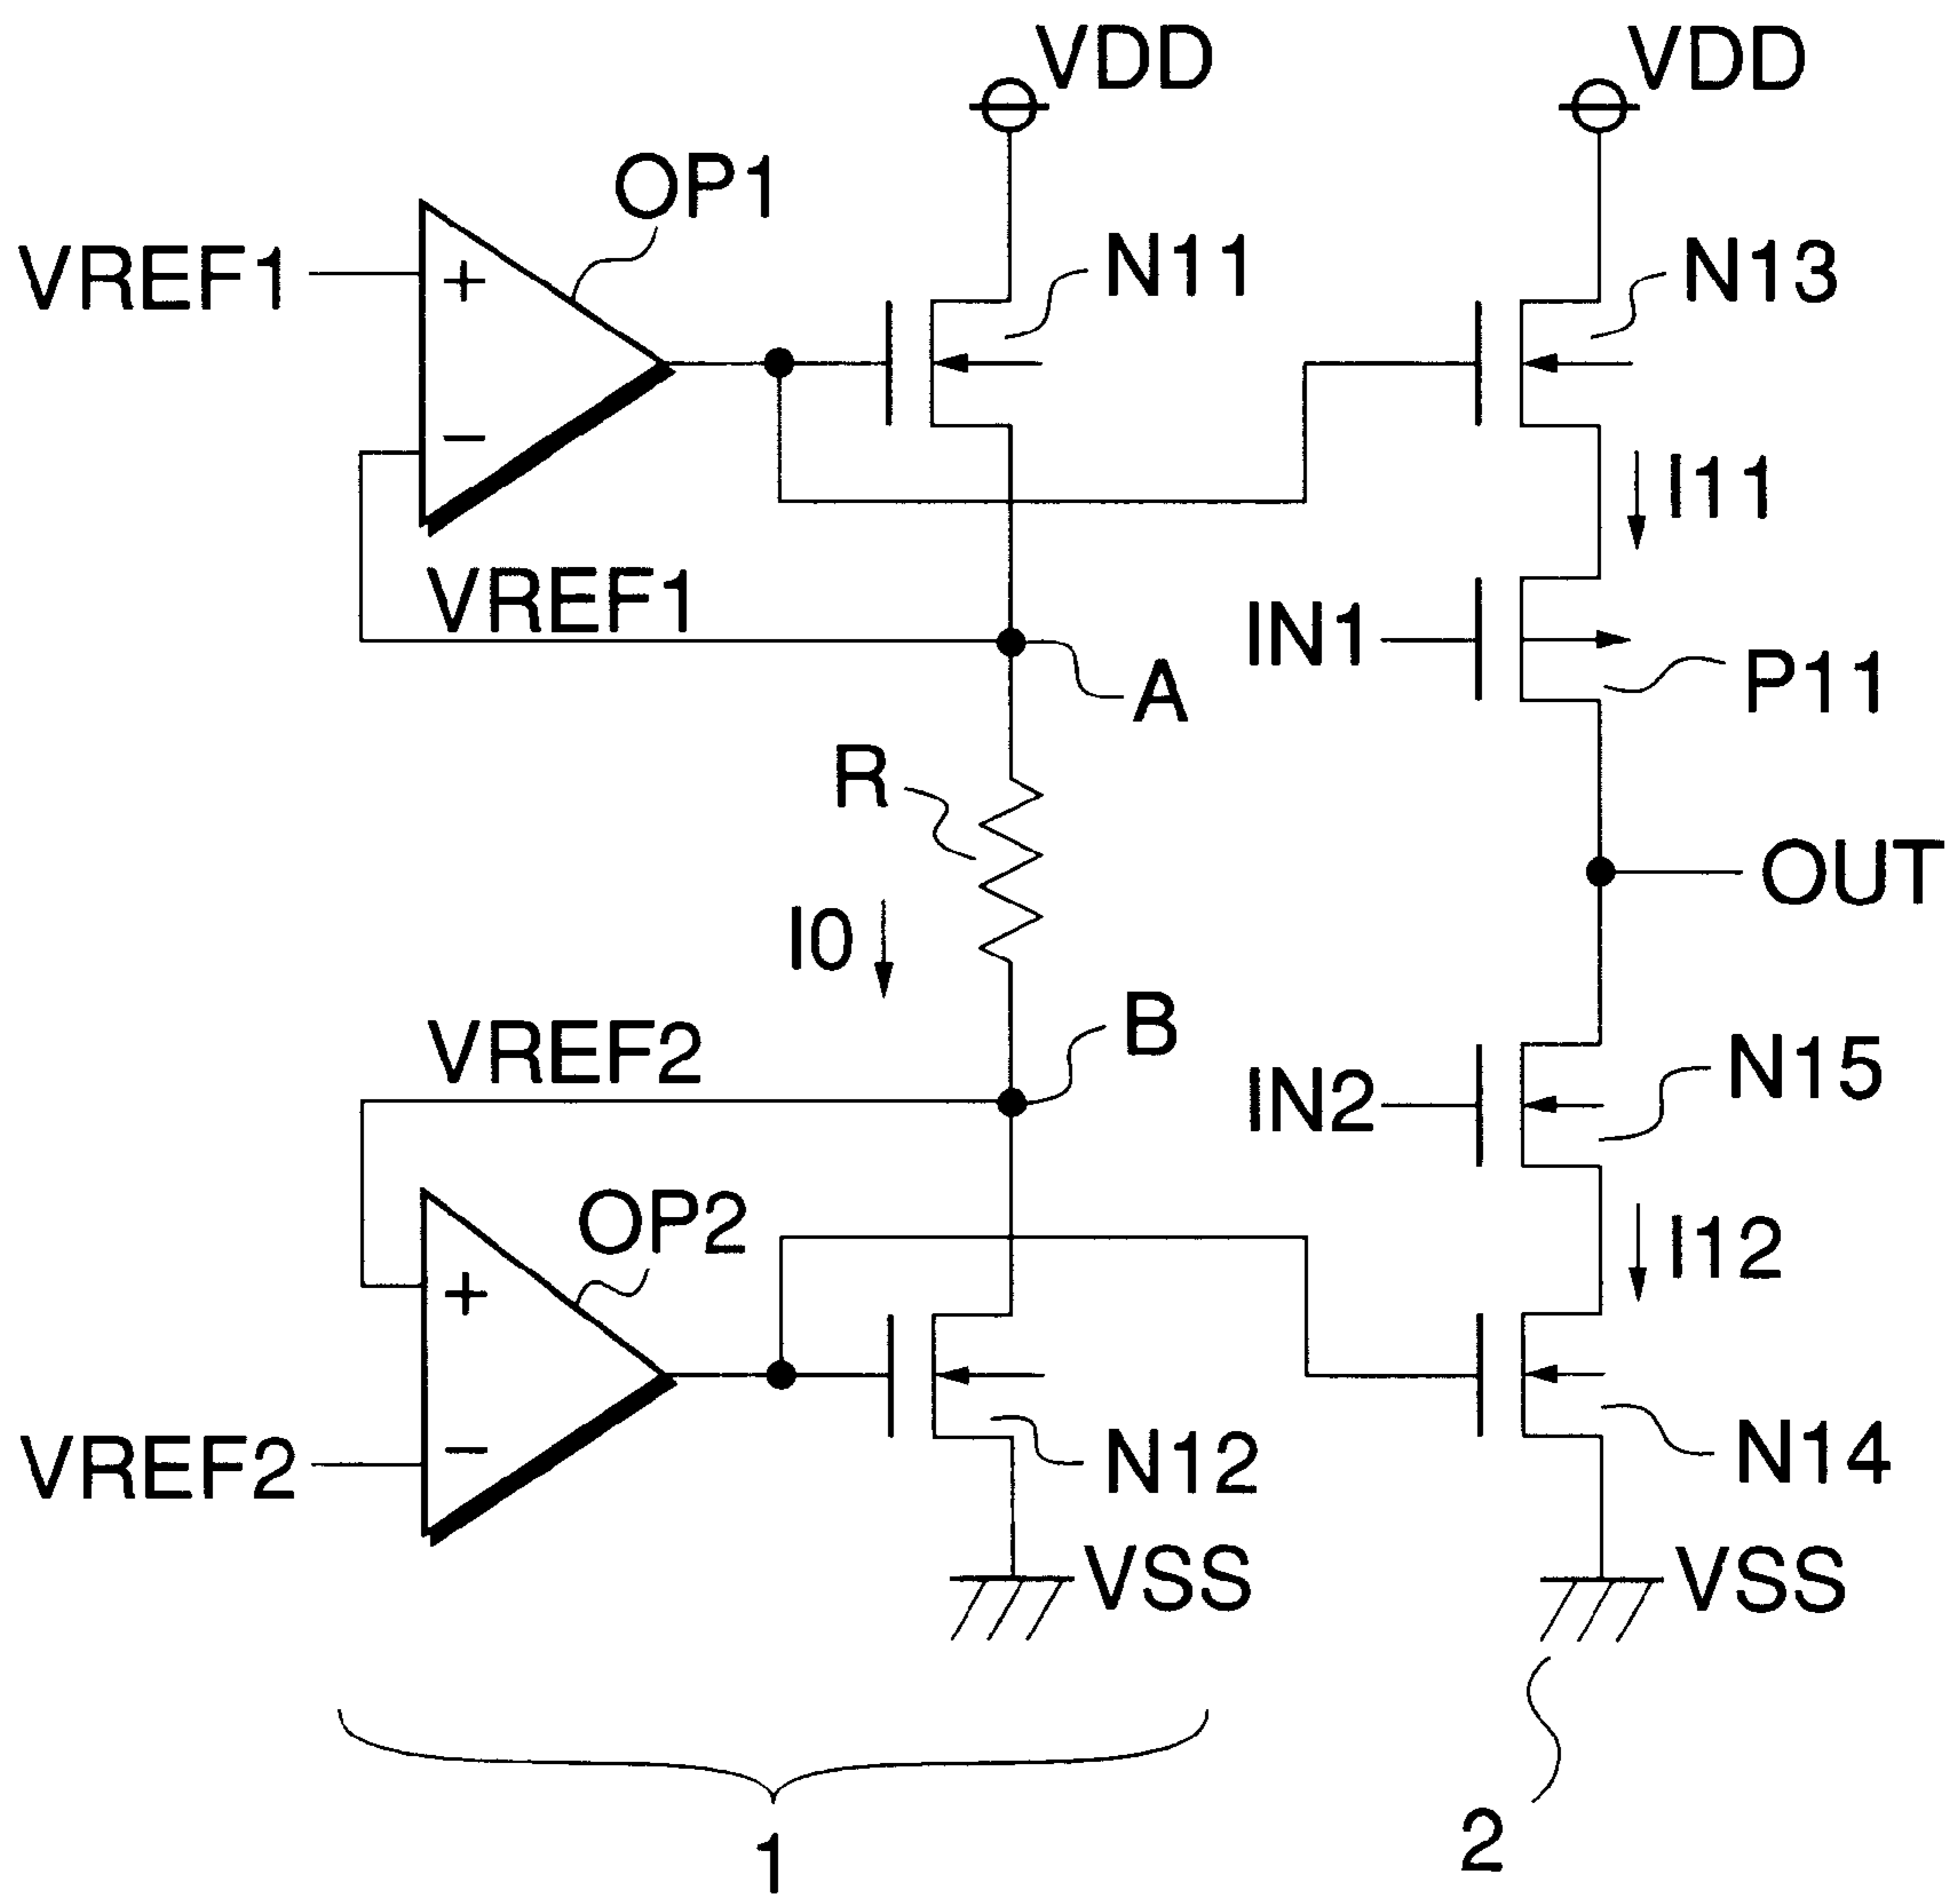 VDD
VDD
OP1
VREF1
+
N11
N13
−
I11
VREF1
IN1
A
P11
R
OUT
I0
B
VREF2
IN2
N15
OP2
I12
+
VREF2
−
N12
N14
VSS
VSS
1
2